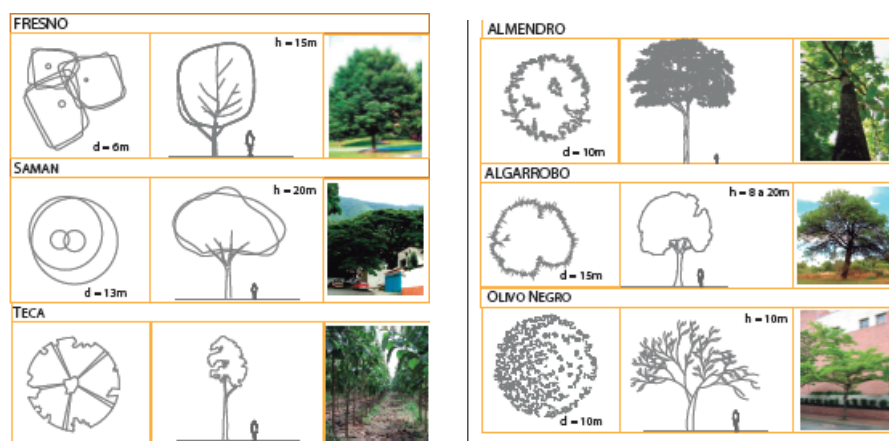 FRESNO
h = 15m
d = 6m
SAMAN
h = 20m
d = 13m
TECA
ALMENDRO
d = 10m
ALGARROBO
h = 8 a 20m
d = 15m
OLIVO NEGRO
h = 10m
d = 10m